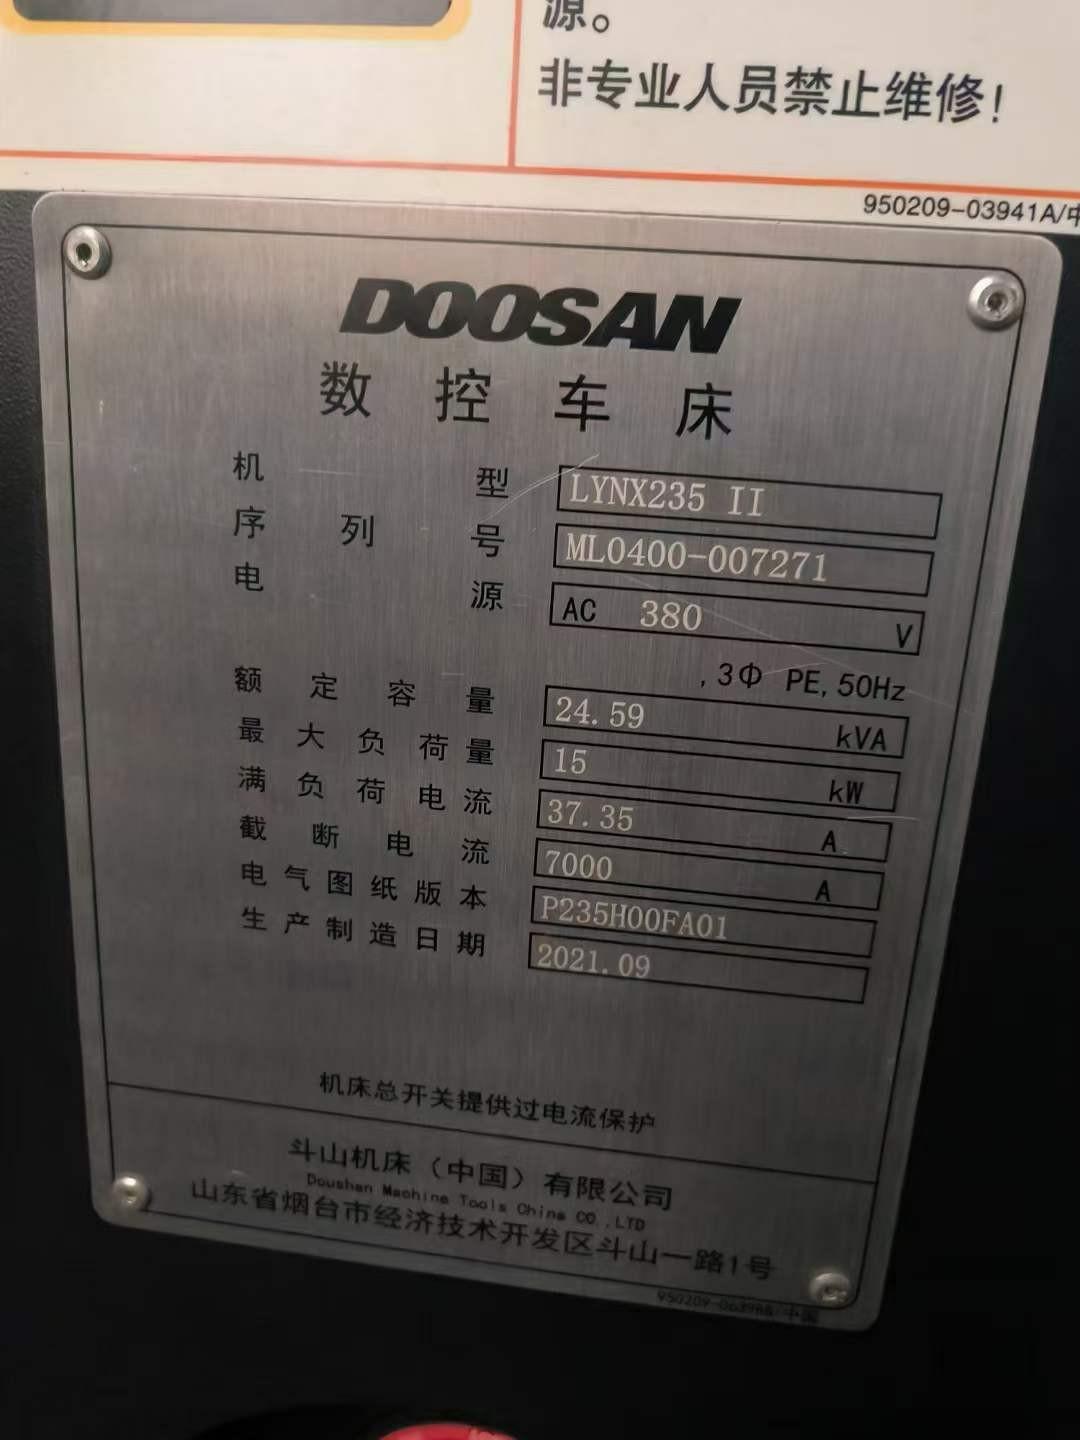 源。
非专业人员禁止维修!
950209-03941A/中
DOOSAN
数控车床
机型 LYNX235 II
序列号 ML0400-007271
电源 AC 380 V
,3Φ PE,50Hz
额定容量 24.59 kVA
最大负荷量 15 kW
满负荷电流 37.35 A
截断电流 7000 A
电气图纸版本 P235H00FA01
生产制造日期 2021.09
机床总开关提供过电流保护
斗山机床(中国)有限公司
Doushan Machine Tools China CO.,LTD
山东省烟台市经济技术开发区斗山一路1号
中国